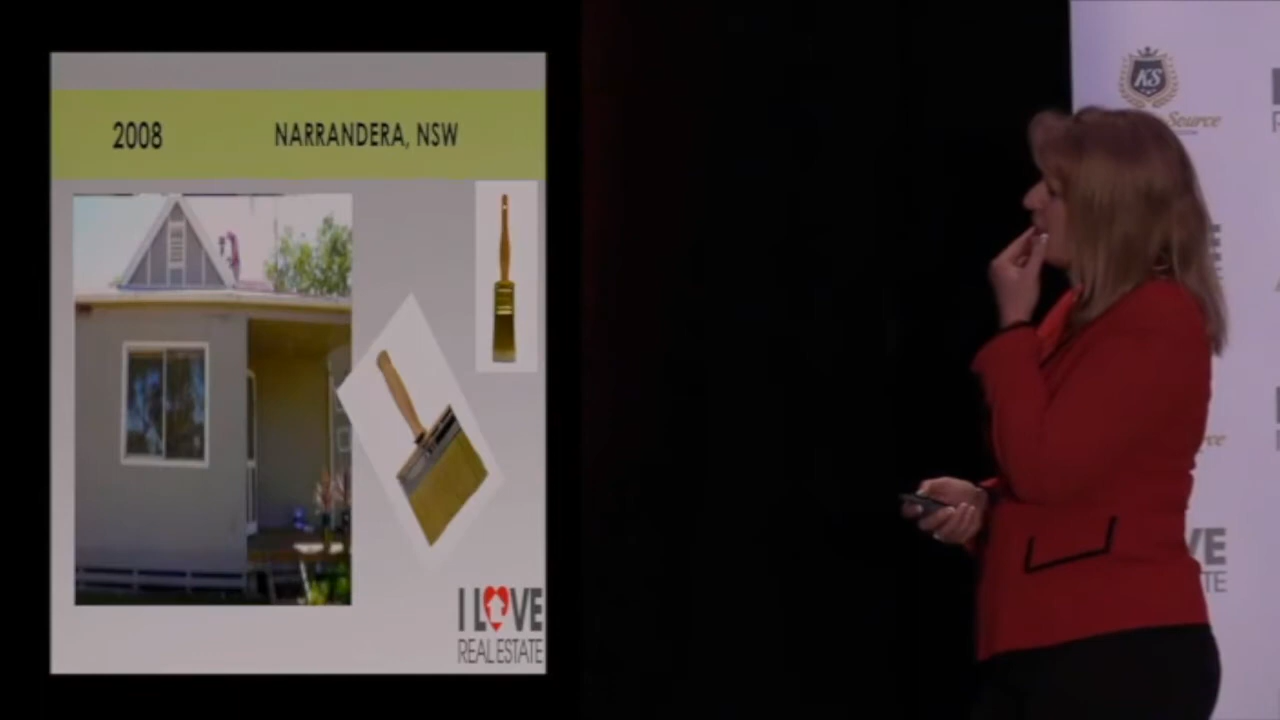 2008
NARRANDERA, NSW
I LOVE
REAL ESTATE
KS
Source